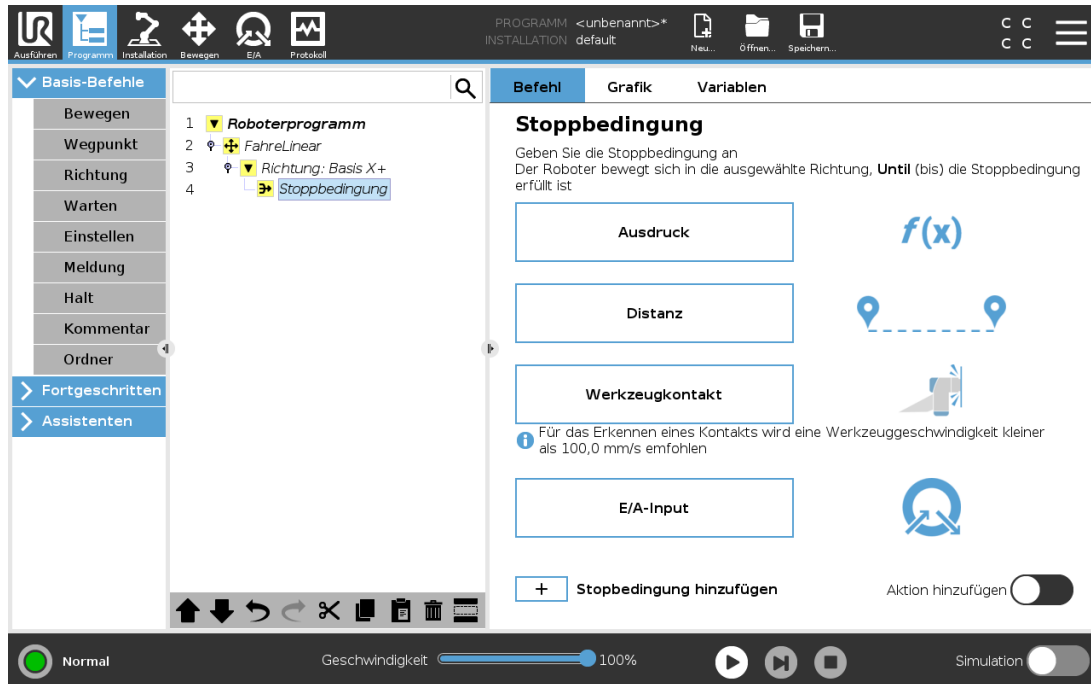 UR
PROGRAMM <unbenannt>*
INSTALLATION default
Ausführen Programm Installation Bewegen E/A Protokoll
Neu... Öffnen... Speichern...
C C
C C
Basis-Befehle
Bewegen
Wegpunkt
Richtung
Warten
Einstellen
Meldung
Halt
Kommentar
Ordner
Fortgeschritten
Assistenten
1 Roboterprogramm
2 FahreLinear
3 Richtung: Basis X+
4 Stoppbedingung
Befehl Grafik Variablen
Stoppbedingung
Geben Sie die Stoppbedingung an
Der Roboter bewegt sich in die ausgewählte Richtung, Until (bis) die Stoppbedingung
erfüllt ist
Ausdruck f(x)
Distanz
Werkzeugkontakt
Für das Erkennen eines Kontakts wird eine Werkzeuggeschwindigkeit kleiner
als 100,0 mm/s emfohlen
E/A-Input
+ Stopbedingung hinzufügen Aktion hinzufügen
Normal Geschwindigkeit 100% Simulation